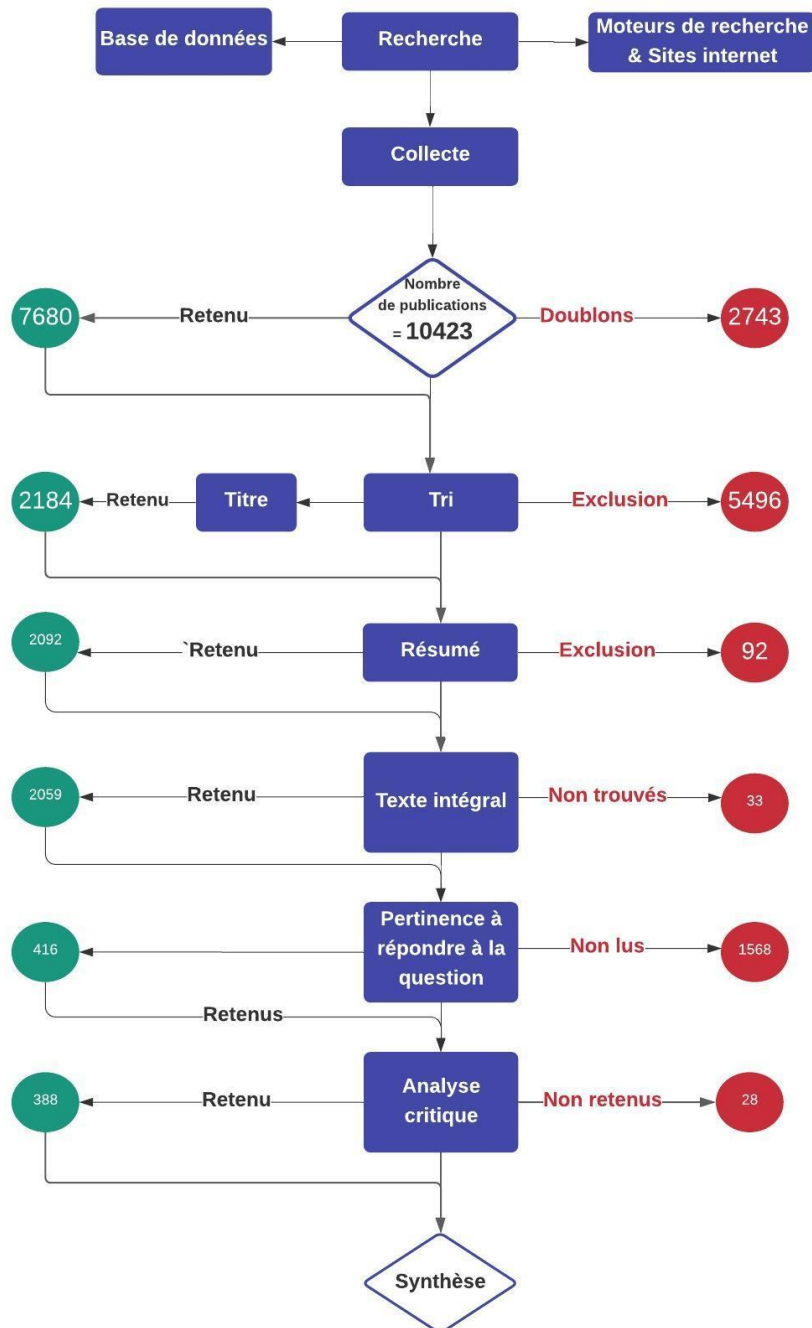 Base de données
Recherche
Moteurs de recherche
& Sites internet
Collecte
Nombre
de publications
= 10423
7680
Retenu
Doublons
2743
2184
Retenu
Titre
Tri
Exclusion
5496
2092
`Retenu
Résumé
Exclusion
92
2059
Retenu
Texte intégral
Non trouvés
33
Pertinence à
répondre à la
question
416
Non lus
1568
Retenus
388
Retenu
Analyse
critique
Non retenus
28
Synthèse